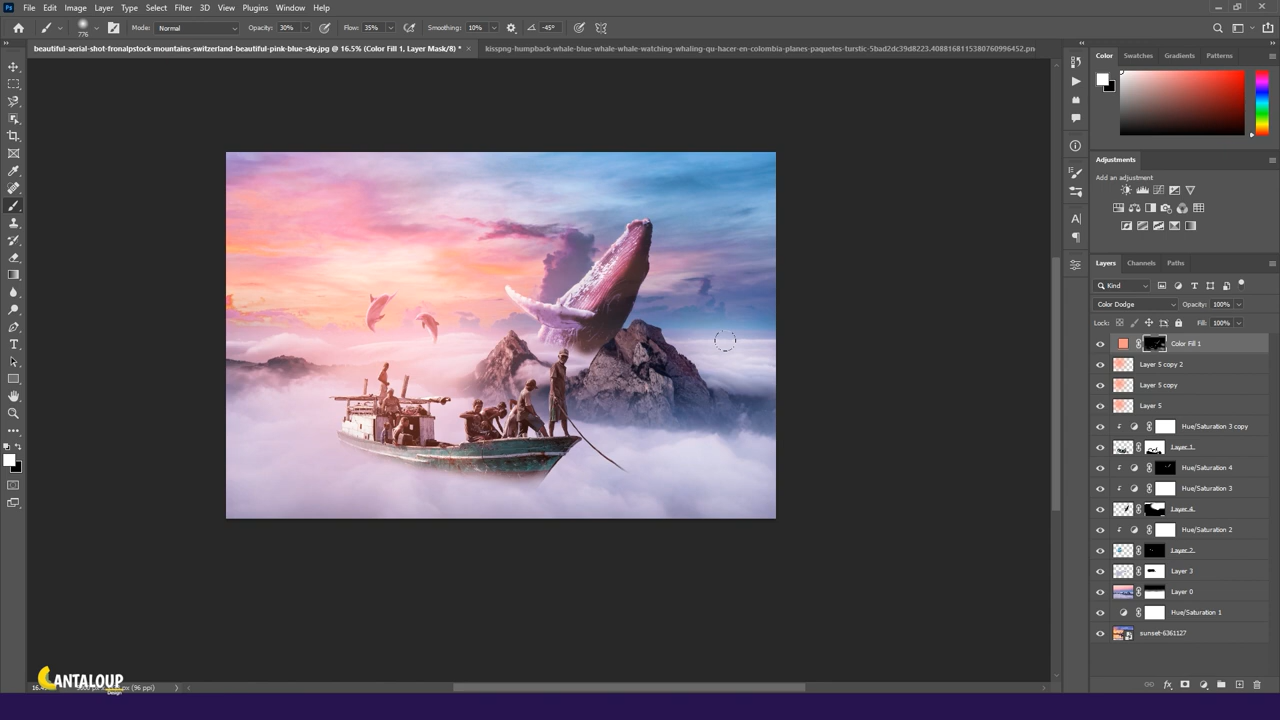 Ps File Edit Image Layer Type Select Filter 3D View Plugins Window Help
776 Mode: Normal Opacity: 30% Flow: 35% Smoothing: 10% -45°
beautiful-aerial-shot-fronalpstock-mountains-switzerland-beautiful-pink-blue-sky.jpg @ 16.5% (Color Fill 1, Layer Mask/8) * × kisspng-humpback-whale-blue-whale-whale-watching-whaling-qu-hacer-en-colombia-planes-paquetes-turstic-5bad2dc39d8223.4088168115380760996452.pn
Color Swatches Gradients Patterns
Adjustments
Add an adjustment
Layers Channels Paths
Kind
Color Dodge Opacity: 100%
Lock: Fill: 100%
Color Fill 1
Layer 5 copy 2
Layer 5 copy
Layer 5
Hue/Saturation 3 copy
Layer 1
Hue/Saturation 4
Hue/Saturation 3
Layer 4
Hue/Saturation 2
Layer 2
Layer 3
Layer 0
Hue/Saturation 1
sunset-6361127
CANTALOUP
Design
(96 ppi)